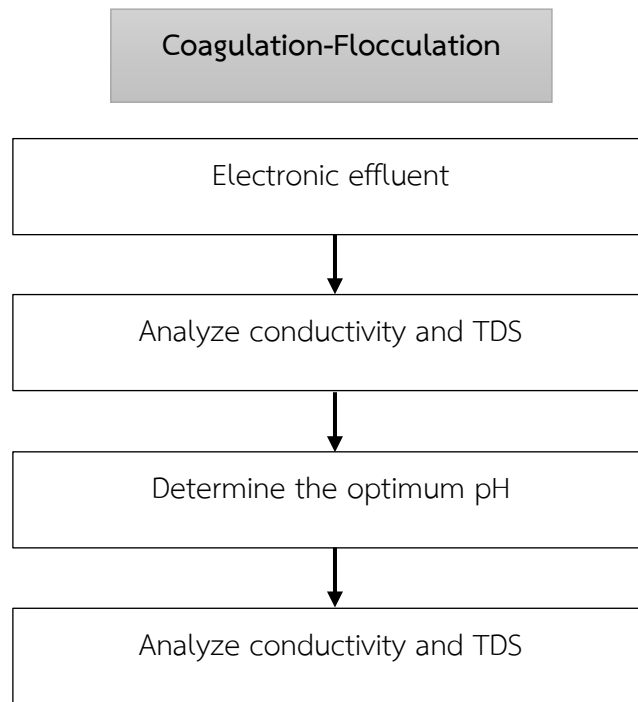 Coagulation-Flocculation
Electronic effluent
Analyze conductivity and TDS
Determine the optimum pH
Analyze conductivity and TDS